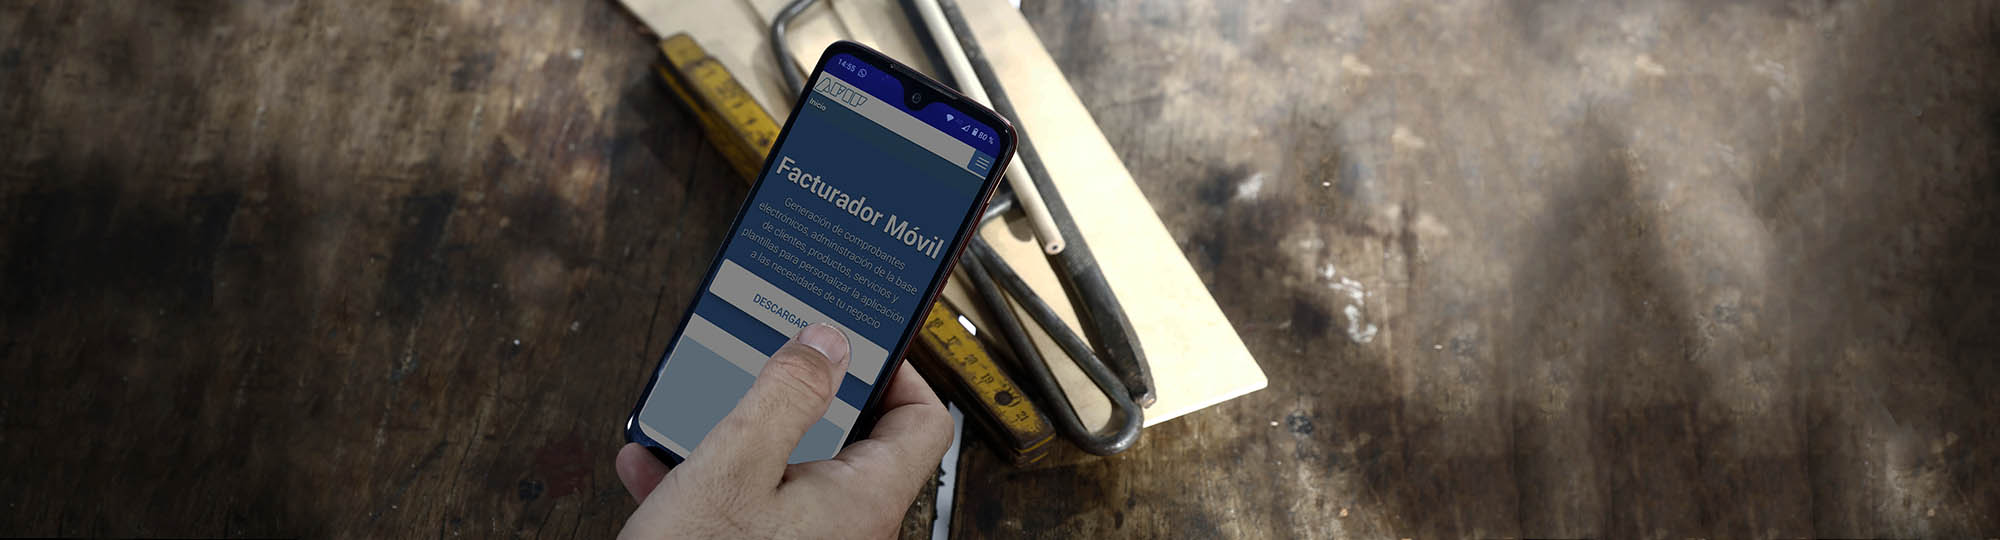 14:55
80 %
AFIP
Inicio
Facturador Móvil
Generación de comprobantes
electrónicos, administración de la base
de clientes, productos, servicios y
plantillas para personalizar la aplicación
a las necesidades de tu negocio
DESCARGAR